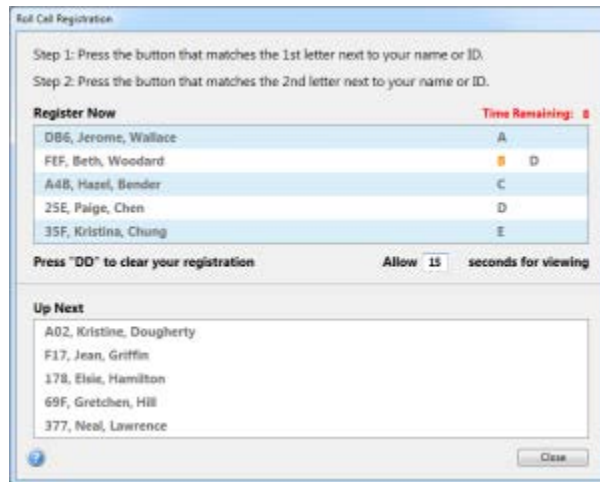 Roll Call Registration
Step 1: Press the button that matches the 1st letter next to your name or ID.
Step 2: Press the button that matches the 2nd letter next to your name or ID.
Register Now Time Remaining: 8
DB6, Jerome, Wallace A
FEF, Beth, Woodard B D
A4B, Hazel, Bender C
25E, Paige, Chen D
35F, Kristina, Chung E
Press "DD" to clear your registration Allow 15 seconds for viewing
Up Next
A02, Kristine, Dougherty
F17, Jean, Griffin
178, Elsie, Hamilton
69F, Gretchen, Hill
377, Neal, Lawrence
? Close